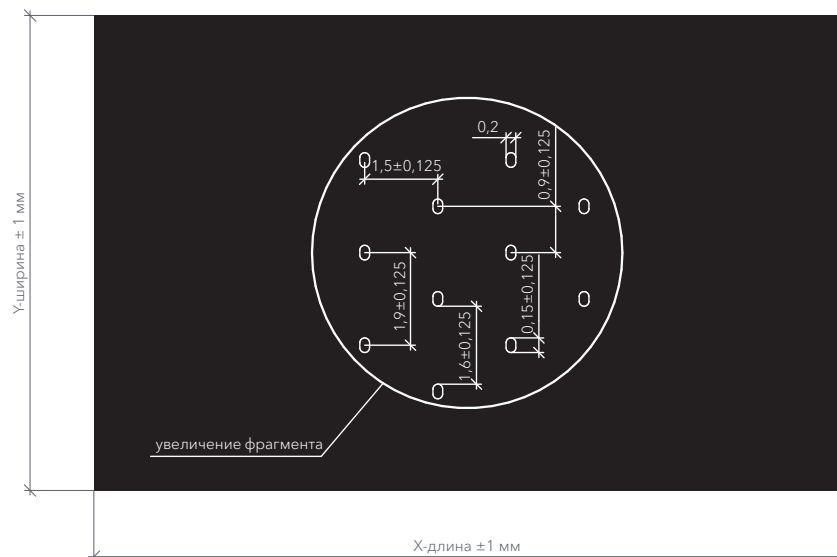 0,2
1,5±0,125
0,9±0,125
Y-ширина ± 1 мм
1,9±0,125
0,15±0,125
1,6±0,125
увеличение фрагмента
X-длина ±1 мм